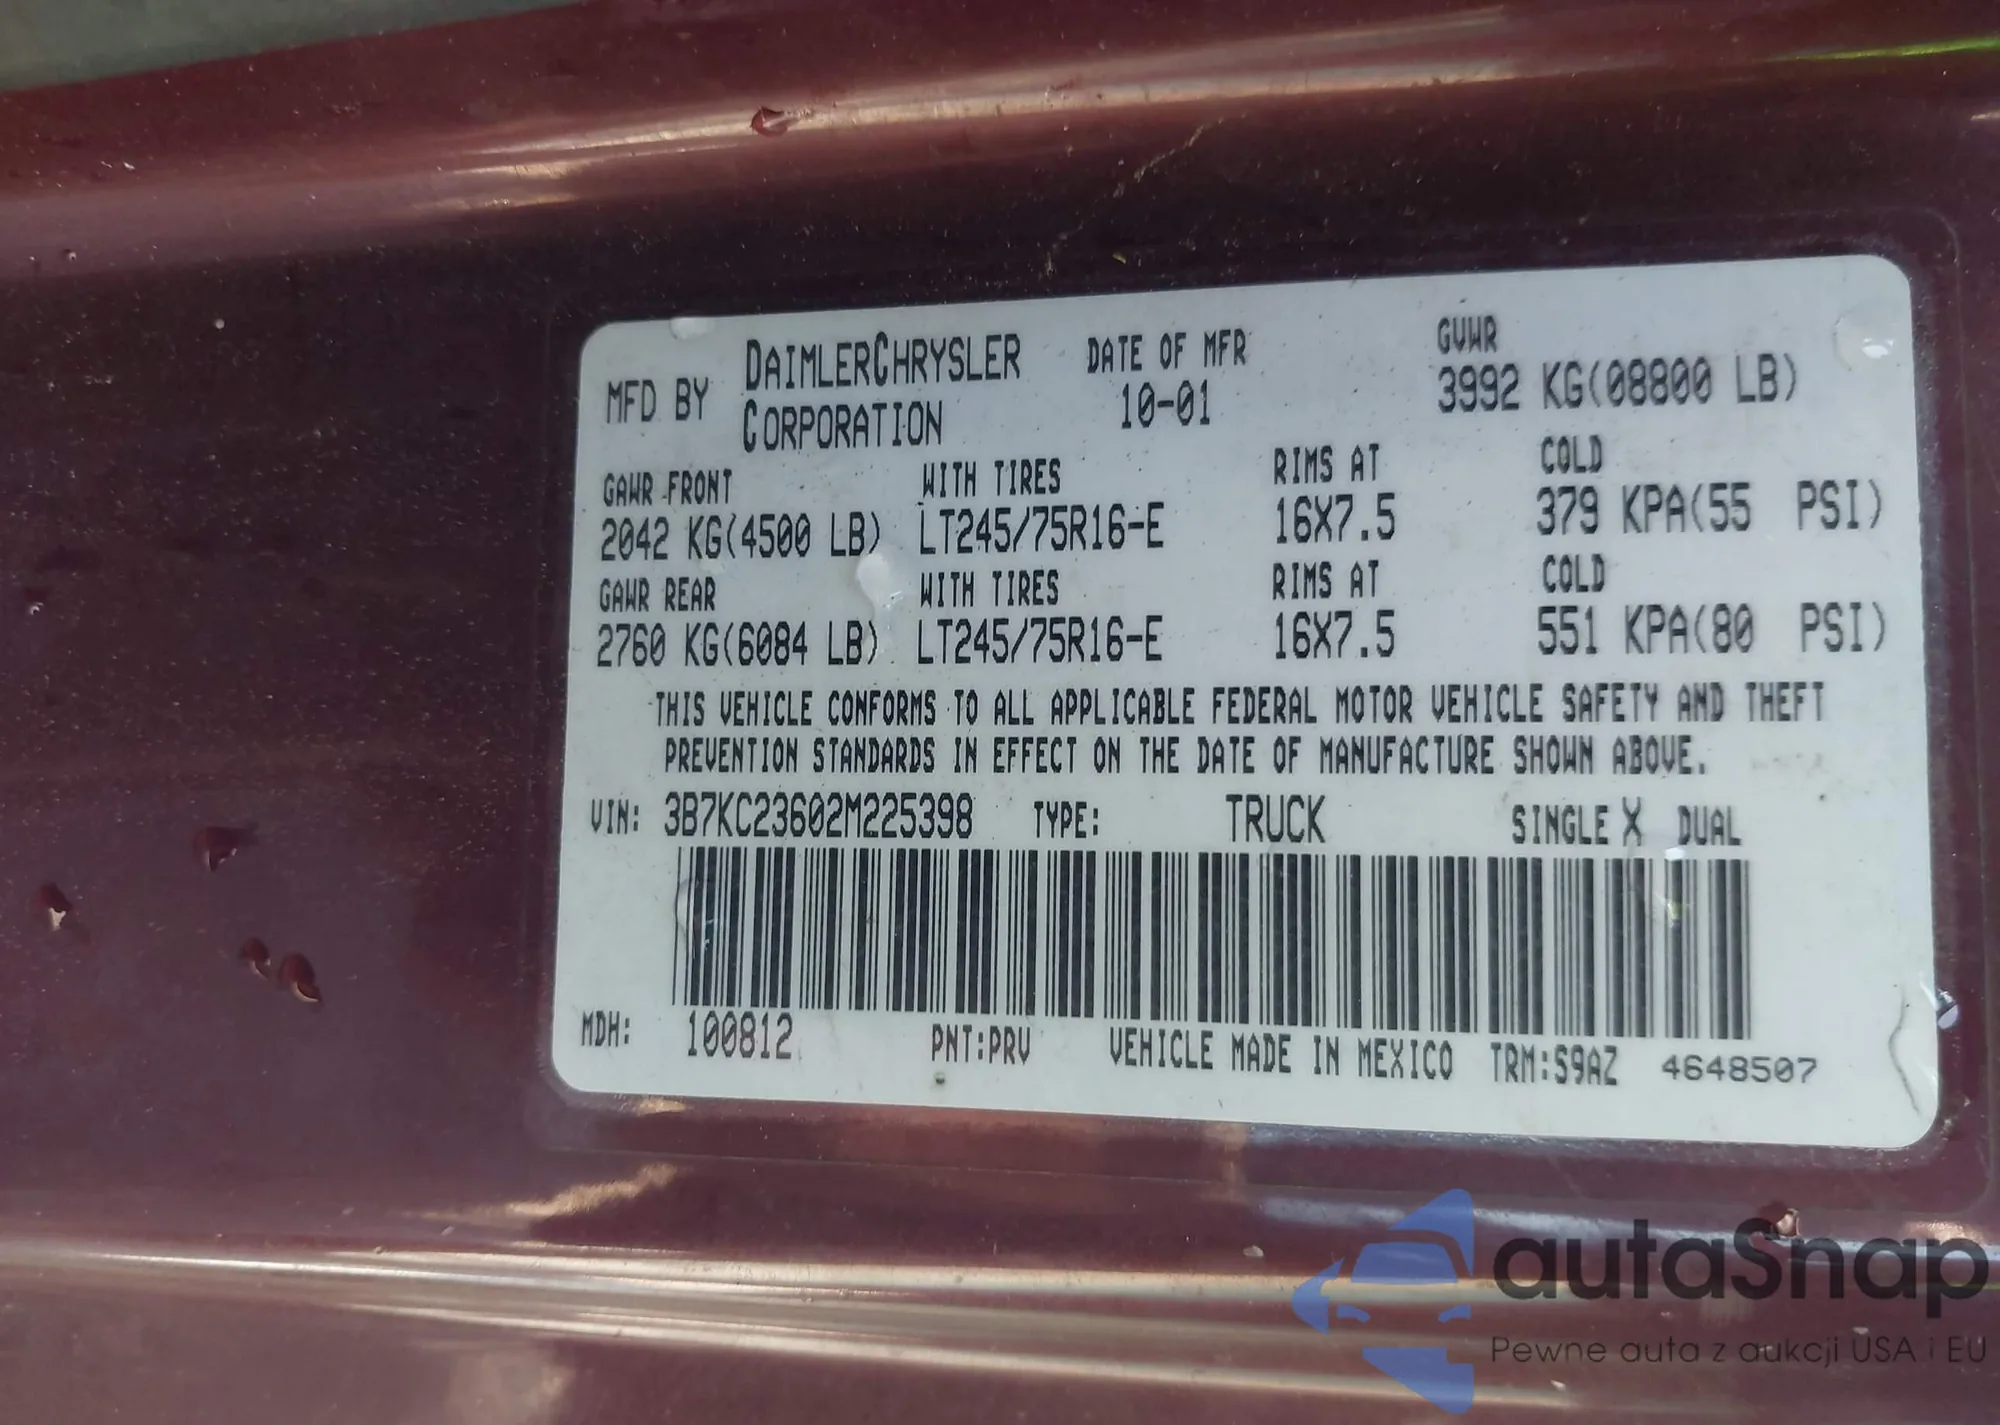 MFD BY DAIMLERCHRYSLER CORPORATION
DATE OF MFR 10-01
GVWR 3992 KG(08800 LB)
GAWR FRONT WITH TIRES RIMS AT COLD
2042 KG(4500 LB) LT245/75R16-E 16X7.5 379 KPA(55 PSI)
GAWR REAR WITH TIRES RIMS AT COLD
2760 KG(6084 LB) LT245/75R16-E 16X7.5 551 KPA(80 PSI)
THIS VEHICLE CONFORMS TO ALL APPLICABLE FEDERAL MOTOR VEHICLE SAFETY AND THEFT
PREVENTION STANDARDS IN EFFECT ON THE DATE OF MANUFACTURE SHOWN ABOVE.
VIN: 3B7KC23602M225398 TYPE: TRUCK SINGLE X DUAL
MDH: 100812 PNT:PRV VEHICLE MADE IN MEXICO TRM:S9AZ 4648507
autaSnap
Pewne auta z aukcji USA i EU